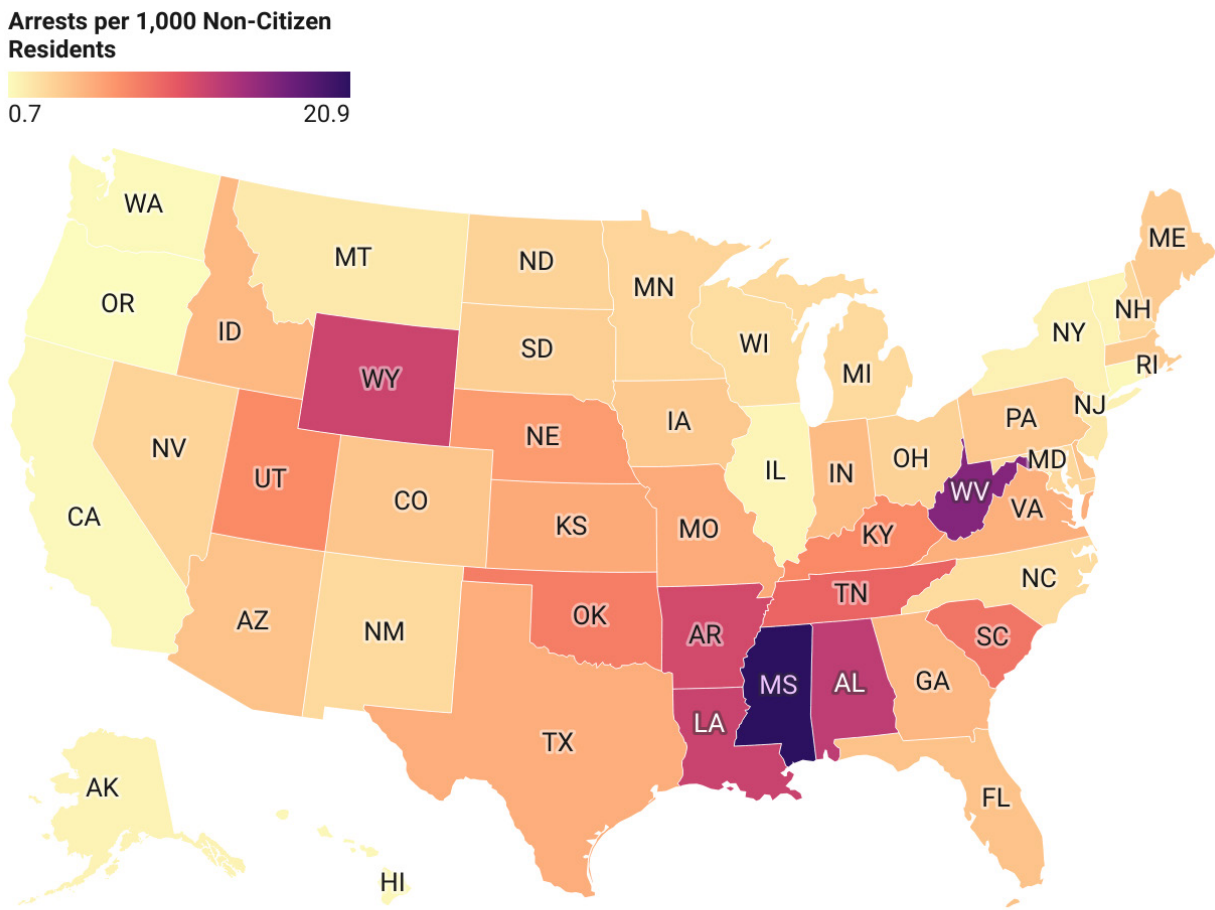 Arrests per 1,000 Non-Citizen
Residents
0.7 20.9
WA
ME
MT
ND
MN
OR
NH
ID
NY
SD
WI
RI
MI
WY
NJ
IA
PA
NE
NV
OH
MD
UT
IL
IN
WV
CO
VA
CA
KS
MO
KY
NC
TN
AZ
OK
NM
AR
SC
MS
AL
GA
LA
TX
AK
FL
HI